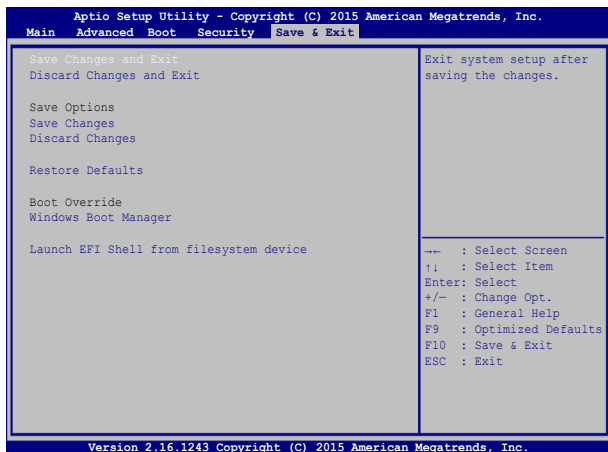 Aptio Setup Utility - Copyright (C) 2015 American Megatrends, Inc.
Main Advanced Boot Security Save & Exit
Save Changes and Exit
Discard Changes and Exit
Save Options
Save Changes
Discard Changes
Restore Defaults
Boot Override
Windows Boot Manager
Launch EFI Shell from filesystem device
Exit system setup after
saving the changes.
→← : Select Screen
↑↓ : Select Item
Enter: Select
+/— : Change Opt.
F1 : General Help
F9 : Optimized Defaults
F10 : Save & Exit
ESC : Exit
Version 2.16.1243 Copyright (C) 2015 American Megatrends, Inc.